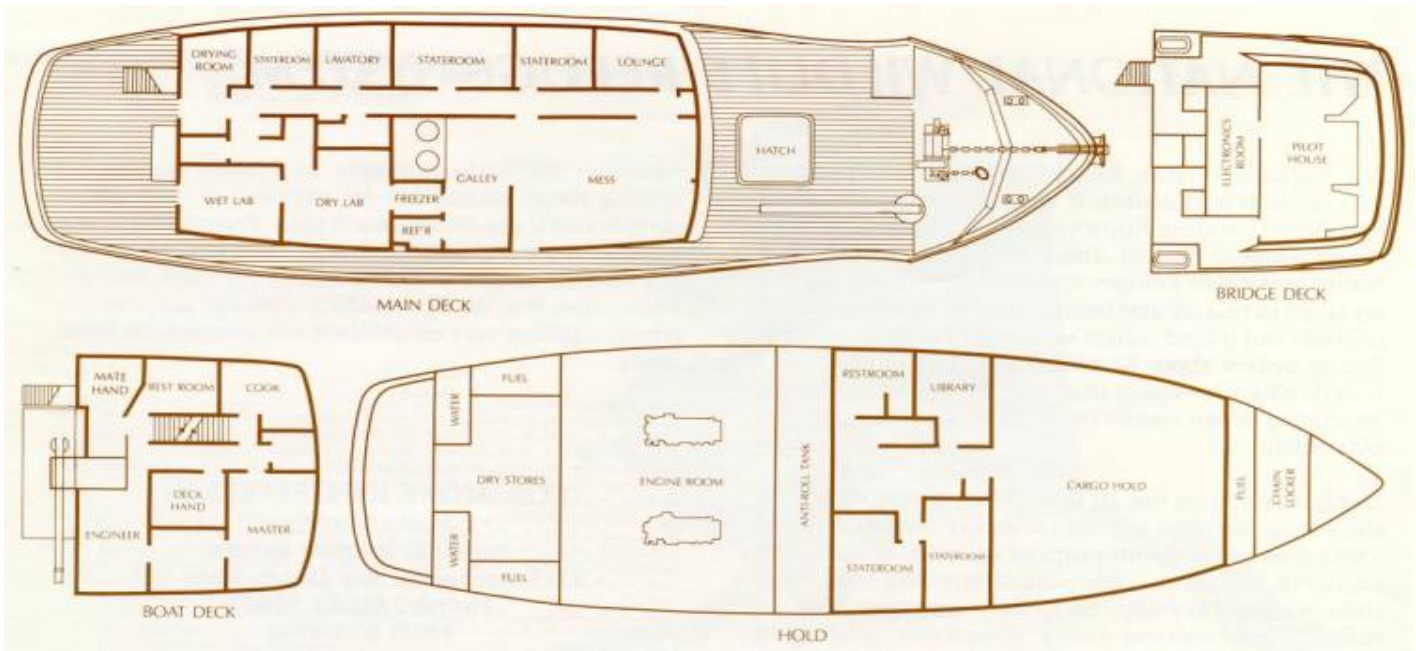 DRYING
ROOM
STATEROOM
LAVATORY
STATEROOM
STATEROOM
LOUNGE
HATCH
GALLEY
MESS
WET LAB
DRY LAB
FREEZER
REF'R
MAIN DECK
ELECTRONICS
ROOM
PILOT
HOUSE
BRIDGE DECK
MATE
HAND
REST ROOM
COOK
DECK
HAND
ENGINEER
MASTER
BOAT DECK
WATER
FUEL
DRY STORES
ENGINE ROOM
WATER
FUEL
ANTI-ROLL TANK
RESTROOM
LIBRARY
CARGO HOLD
FUEL
CHAIN
LOCKER
STATEROOM
STATEROOM
HOLD